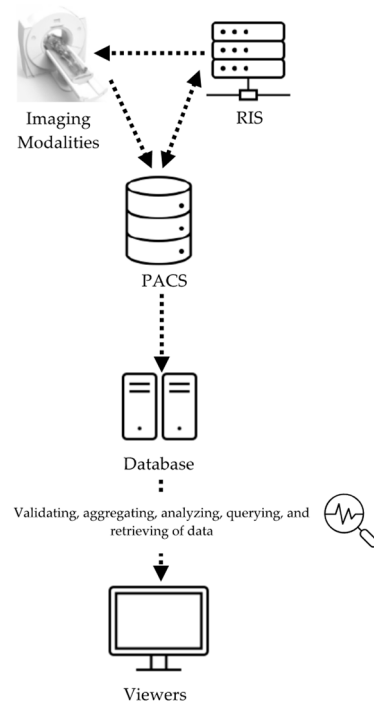 Imaging
Modalities
RIS
PACS
Database
Validating, aggregating, analyzing, querying, and
retrieving of data
Viewers